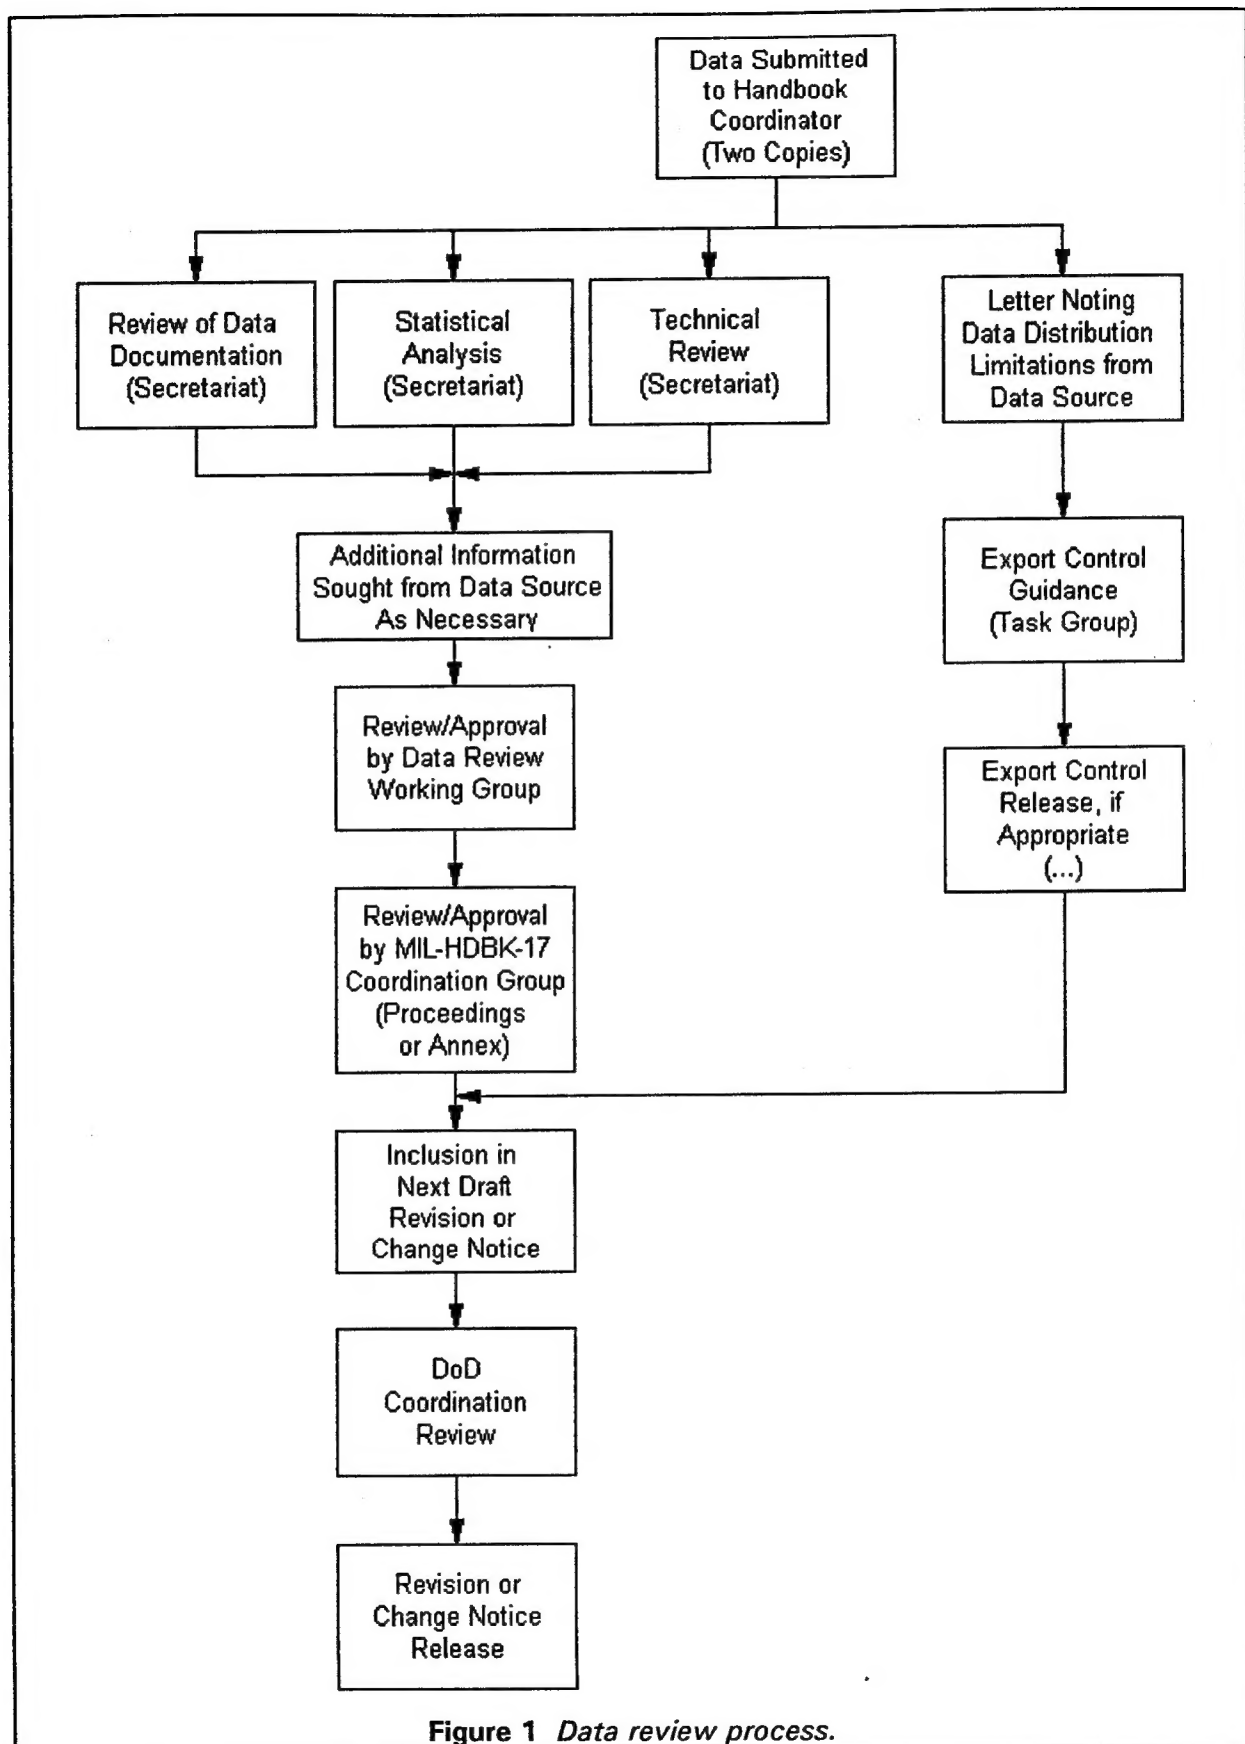 Data Submitted
to Handbook
Coordinator
(Two Copies)
Review of Data
Documentation
(Secretariat)
Statistical
Analysis
(Secretariat)
Technical
Review
(Secretariat)
Letter Noting
Data Distribution
Limitations from
Data Source
Additional Information
Sought from Data Source
As Necessary
Export Control
Guidance
(Task Group)
Review/Approval
by Data Review
Working Group
Export Control
Release, if
Appropriate
(...)
Review/Approval
by MIL-HDBK-17
Coordination Group
(Proceedings
or Annex)
Inclusion in
Next Draft
Revision or
Change Notice
DoD
Coordination
Review
Revision or
Change Notice
Release
Figure 1 Data review process.